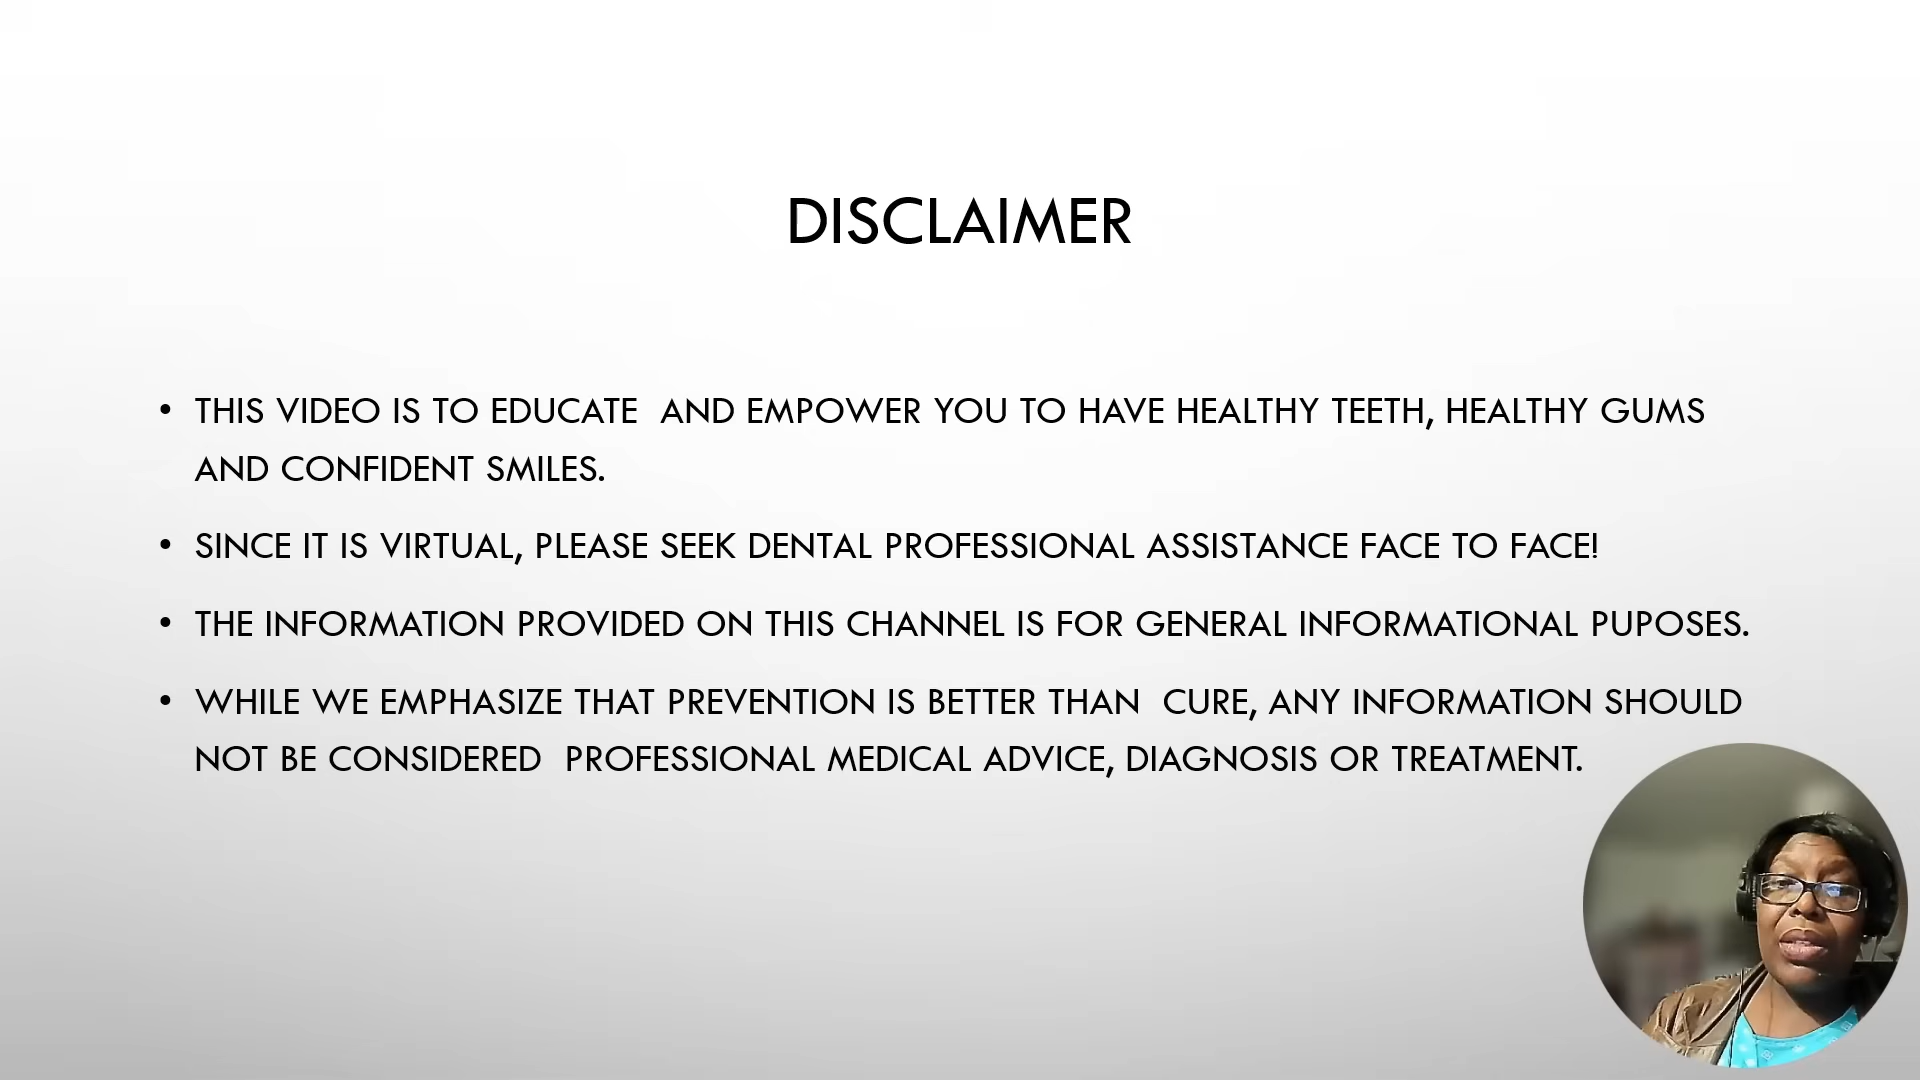 DISCLAIMER
• THIS VIDEO IS TO EDUCATE  AND EMPOWER YOU TO HAVE HEALTHY TEETH, HEALTHY GUMS
AND CONFIDENT SMILES.
• SINCE IT IS VIRTUAL, PLEASE SEEK DENTAL PROFESSIONAL ASSISTANCE FACE TO FACE!
• THE INFORMATION PROVIDED ON THIS CHANNEL IS FOR GENERAL INFORMATIONAL PUPOSES.
• WHILE WE EMPHASIZE THAT PREVENTION IS BETTER THAN  CURE, ANY INFORMATION SHOULD
NOT BE CONSIDERED  PROFESSIONAL MEDICAL ADVICE, DIAGNOSIS OR TREATMENT.